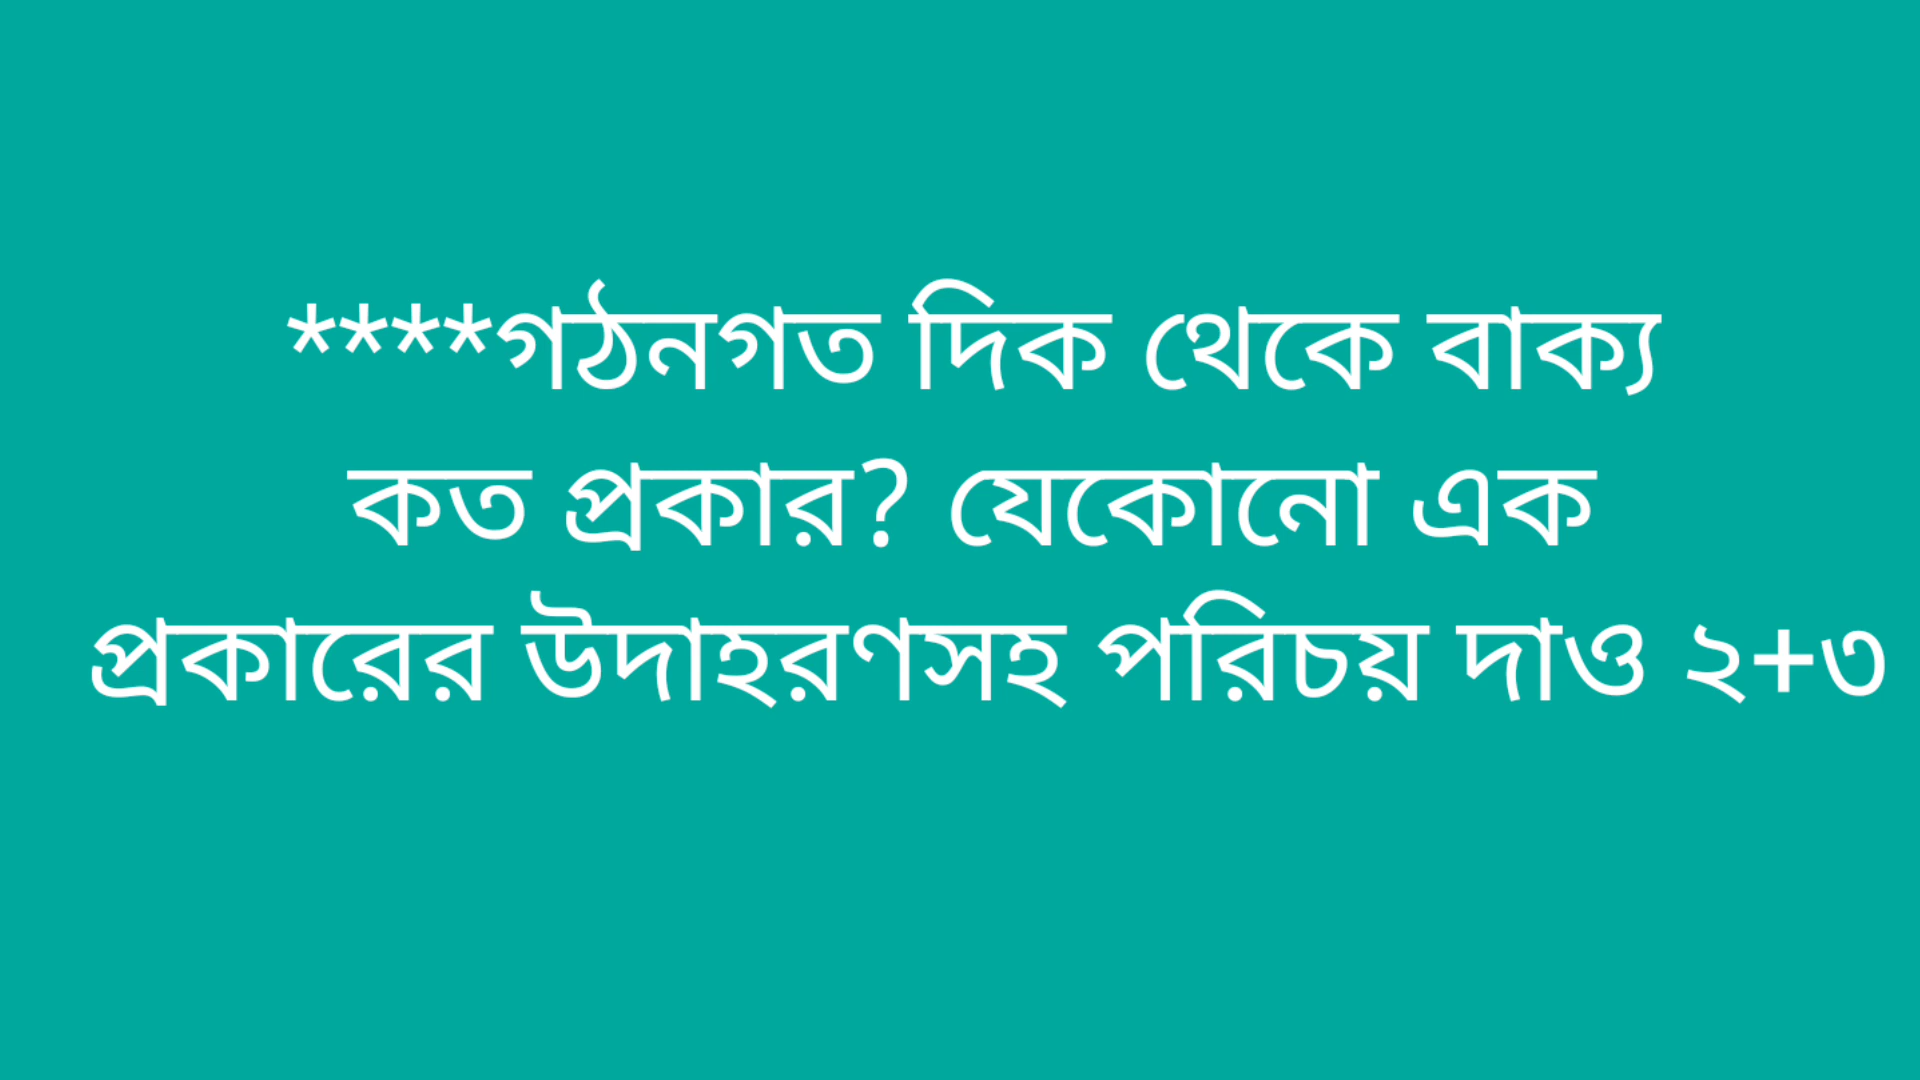 ****গঠনগত দিক থেকে বাক্য
কত প্রকার? যেকোনো এক
প্রকারের উদাহরণসহ পরিচয় দাও ২+৩